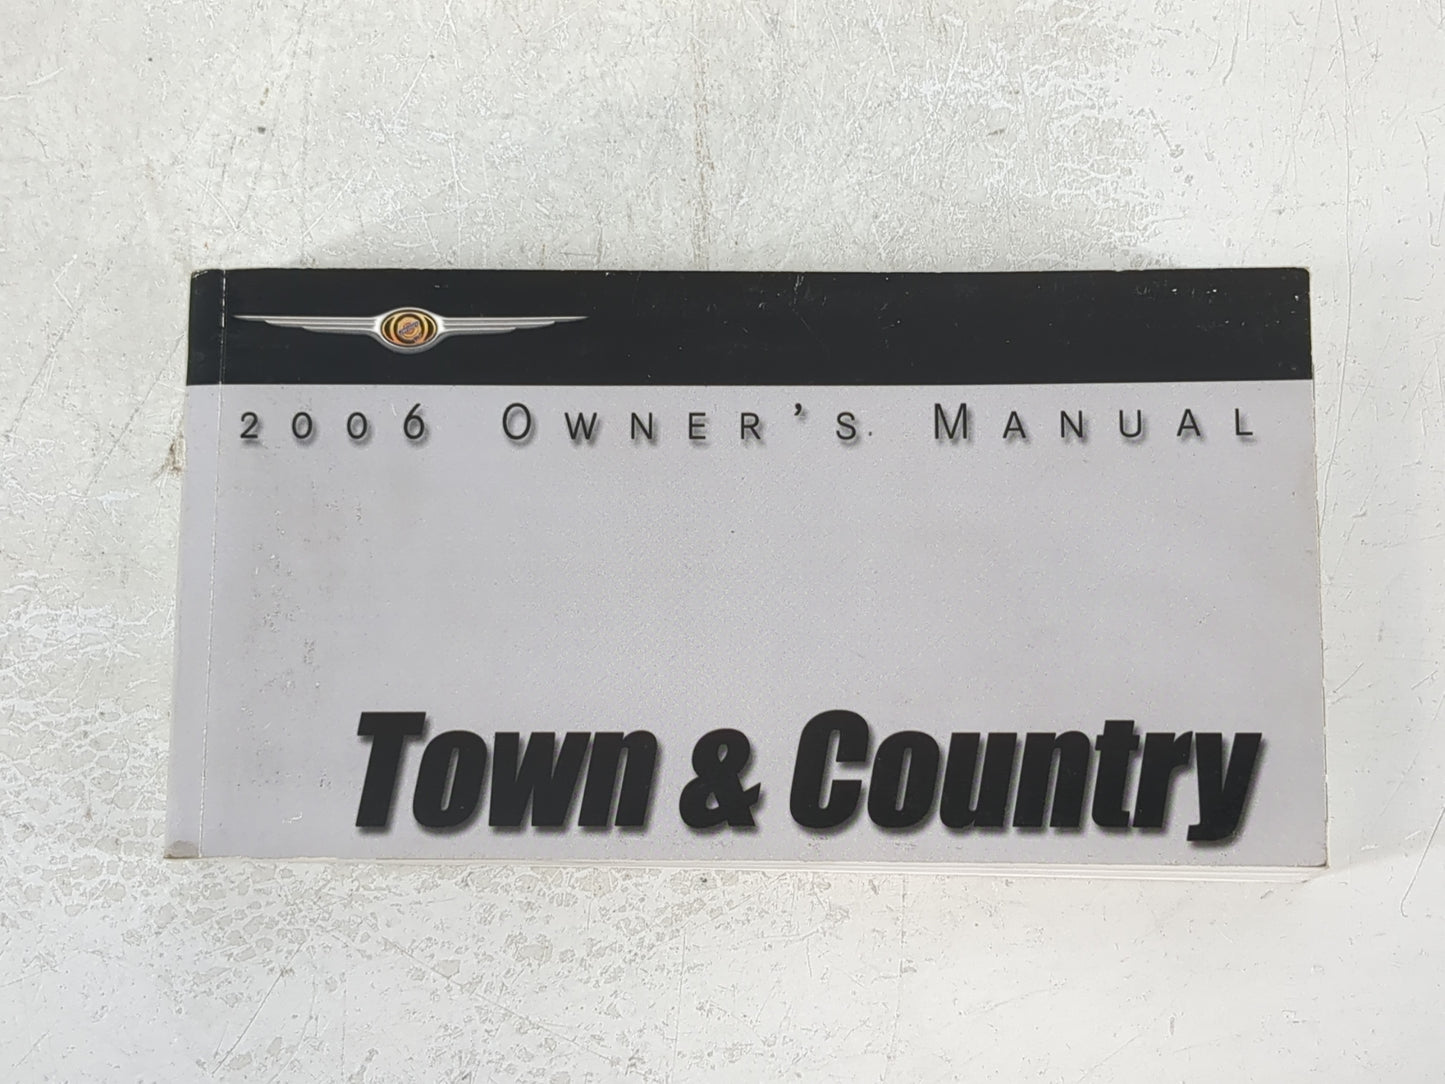 2006 OWNER'S MANUAL
Town & Country